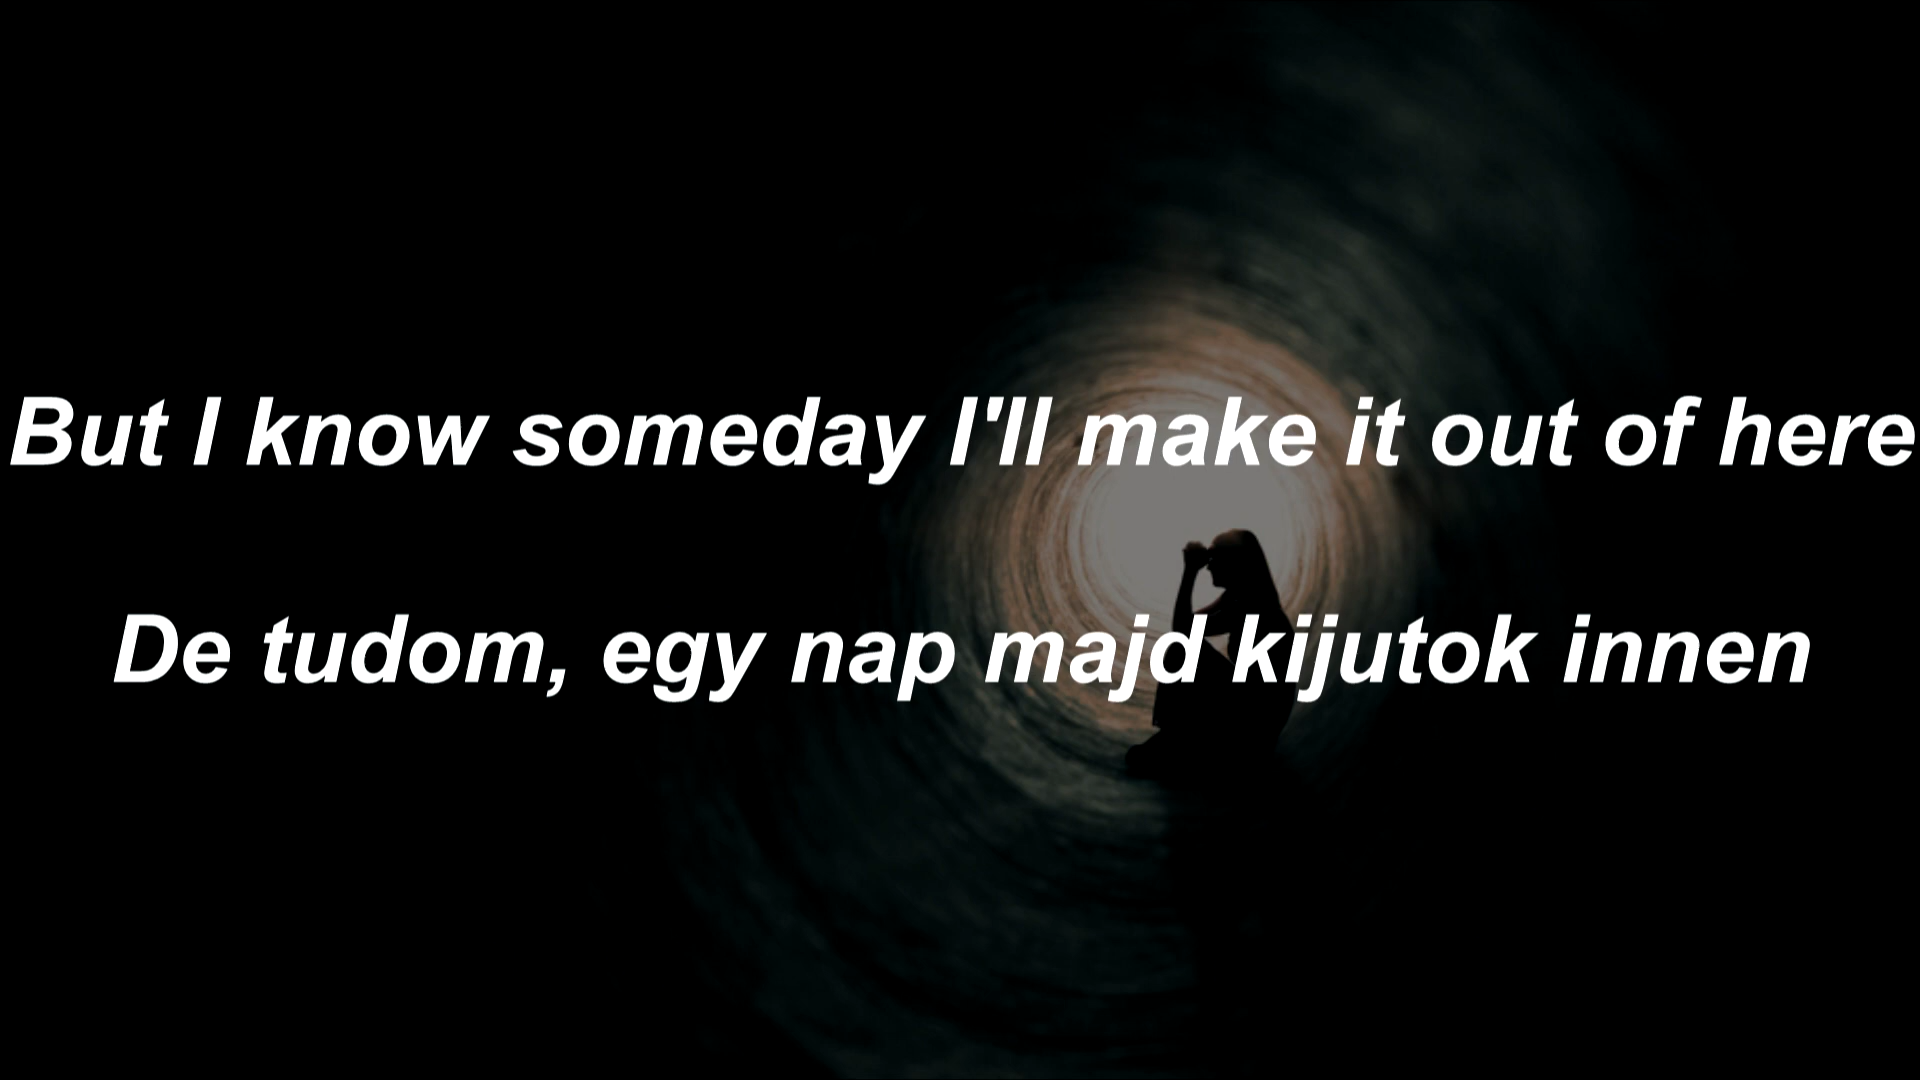 But I know someday I'll make it out of here
De tudom, egy nap majd kijutok innen